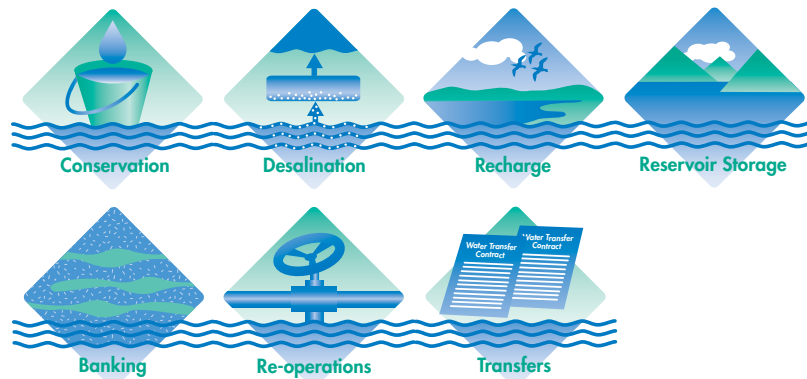 Conservation
Desalination
Recharge
Reservoir Storage
Banking
Re-operations
Water Transfer
Contract
Water Transfer
Contract
Transfers